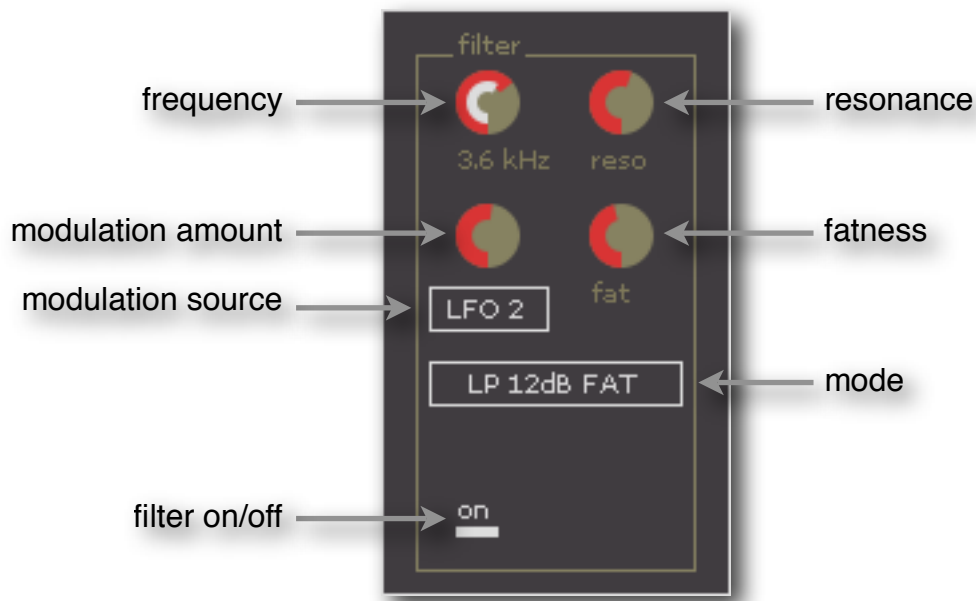 filter
frequency
resonance
3.6 kHz
reso
modulation amount
fatness
modulation source
fat
LFO 2
LP 12dB FAT
mode
on
filter on/off